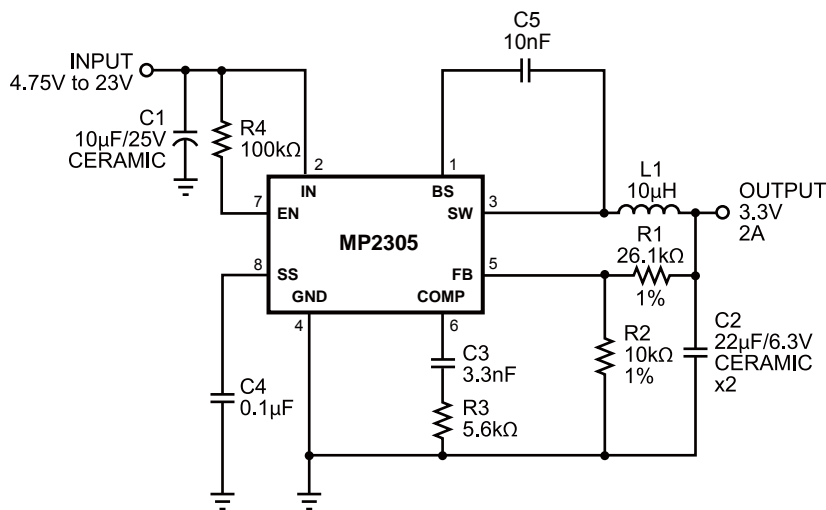 C5
10nF
INPUT
4.75V to 23V
C1
10µF/25V
CERAMIC
R4
100kΩ
2
1
IN
BS
L1
10µH
OUTPUT
3.3V
2A
7
EN
SW
3
MP2305
R1
26.1kΩ
1%
8
SS
FB
5
GND
COMP
4
6
R2
10kΩ
1%
C2
22µF/6.3V
CERAMIC
x2
C3
3.3nF
C4
0.1µF
R3
5.6kΩ